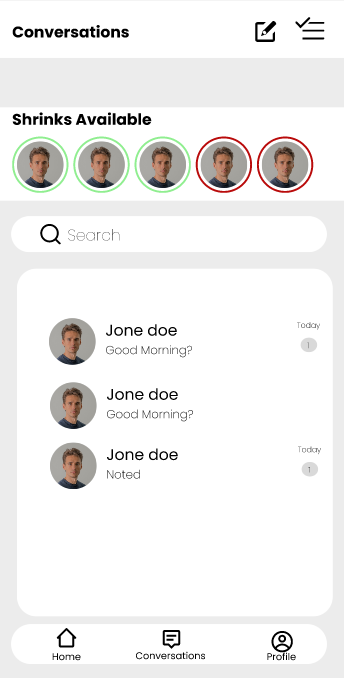 Conversations
Shrinks Available
Search
Jone doe
Today
Good Morning?
1
Jone doe
Good Morning?
Jone doe
Today
Noted
1
Home
Conversations
Profile